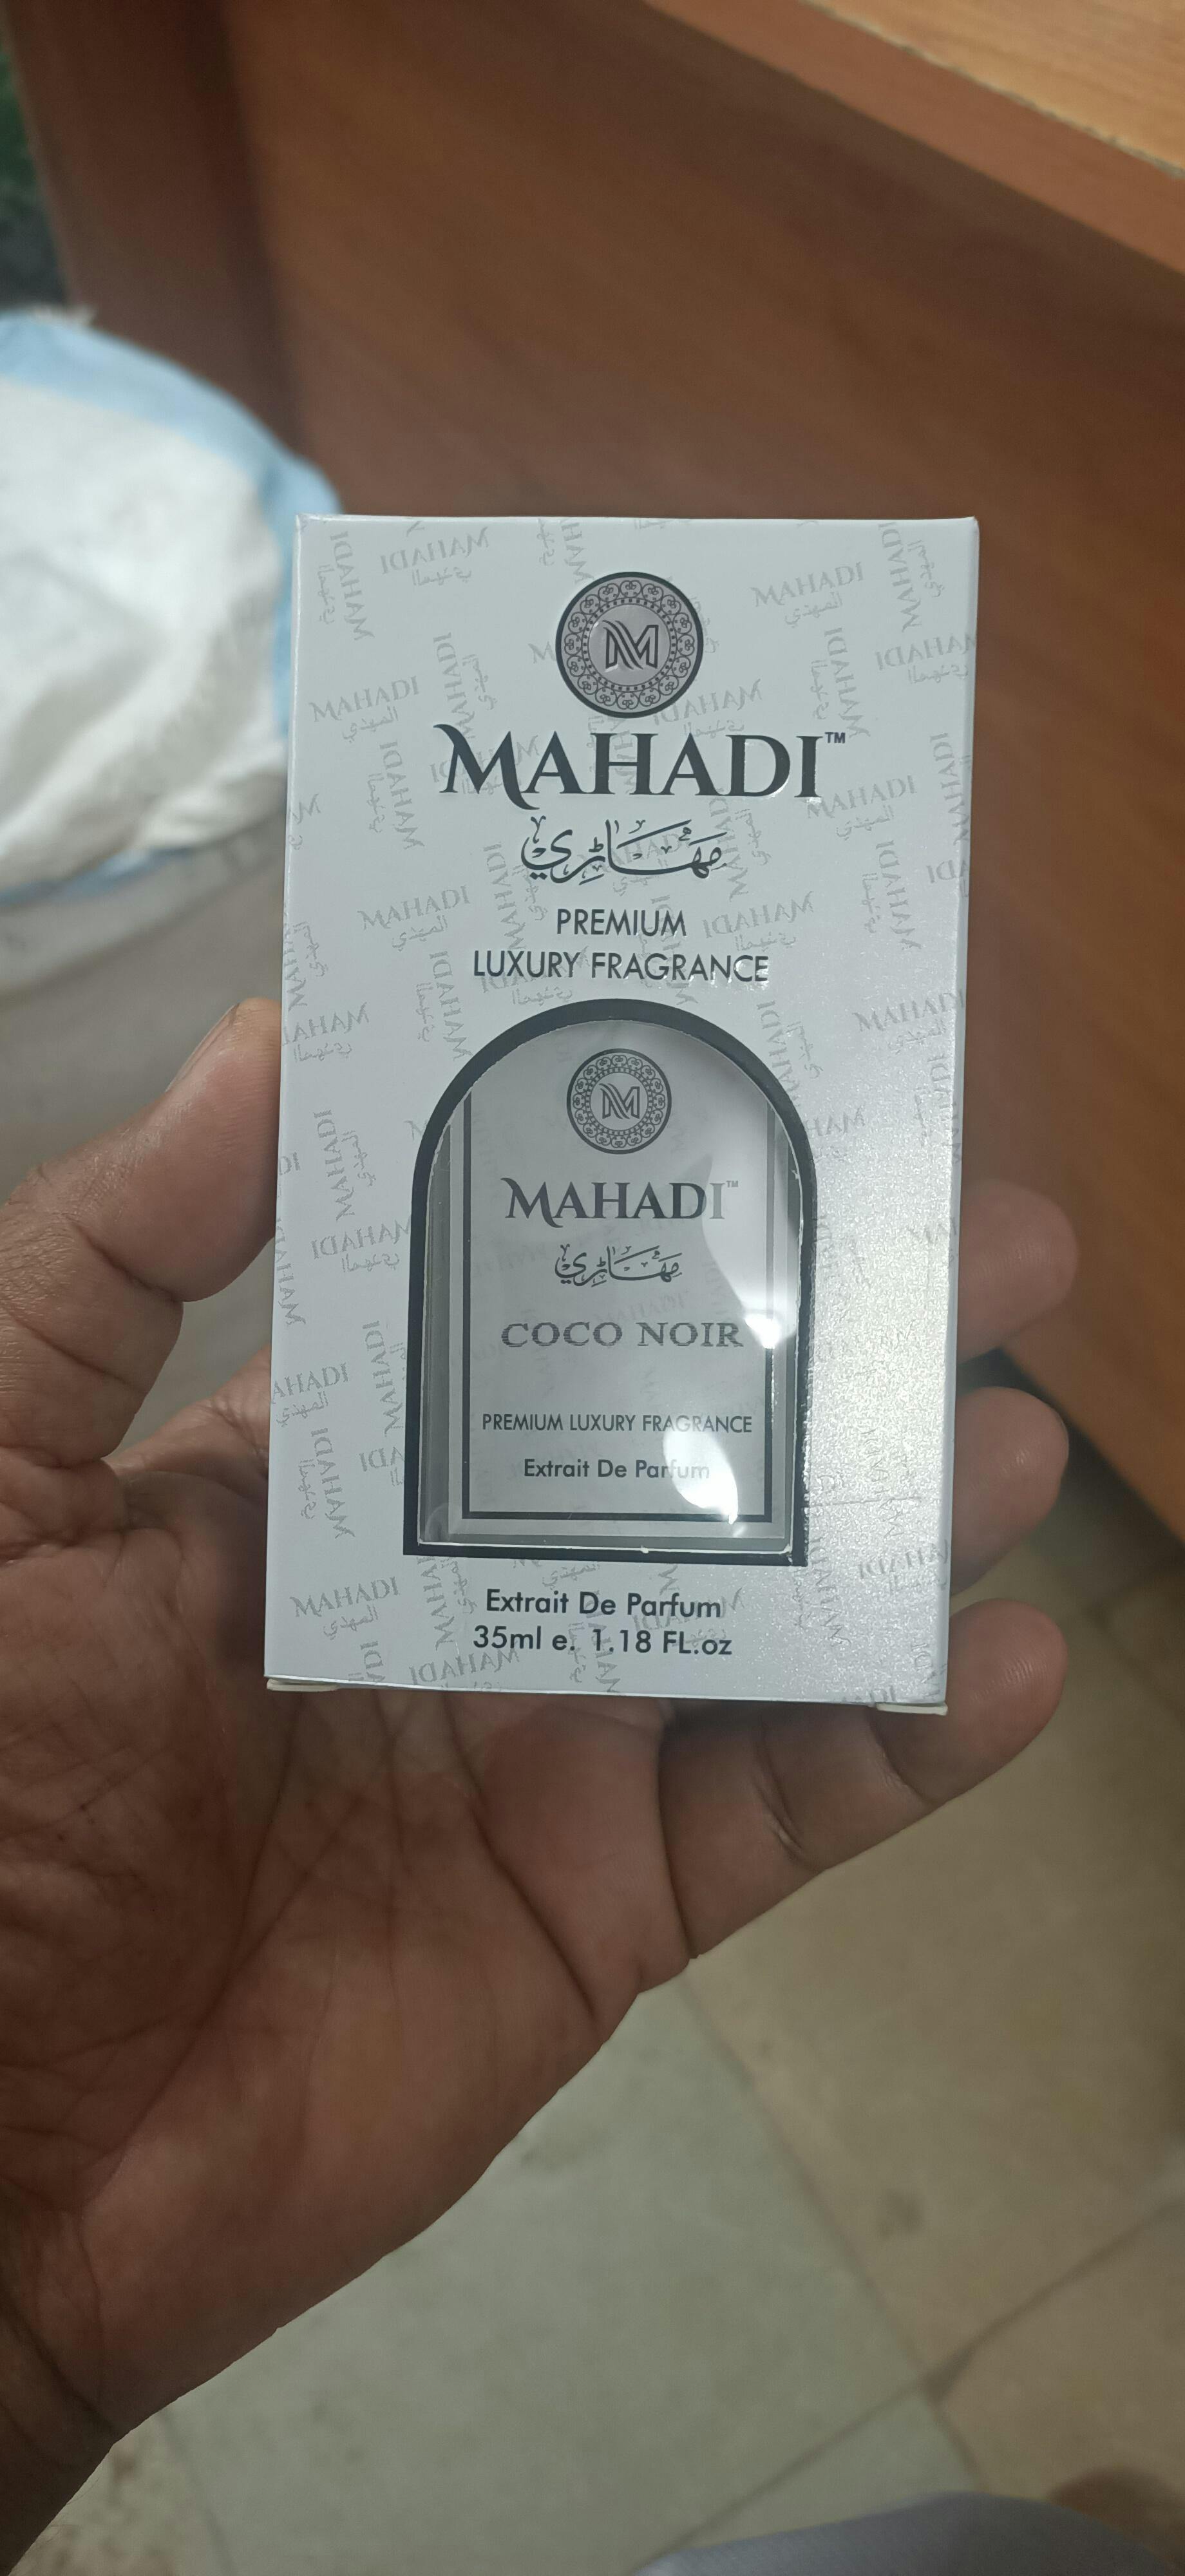 M
MAHADI™
مهاڑي
PREMIUM
LUXURY FRAGRANCE
M
MAHADI™
مهاڑي
COCO NOIR
PREMIUM LUXURY FRAGRANCE
Extrait De Parfum
Extrait De Parfum
35ml e. 1.18 FL.oz